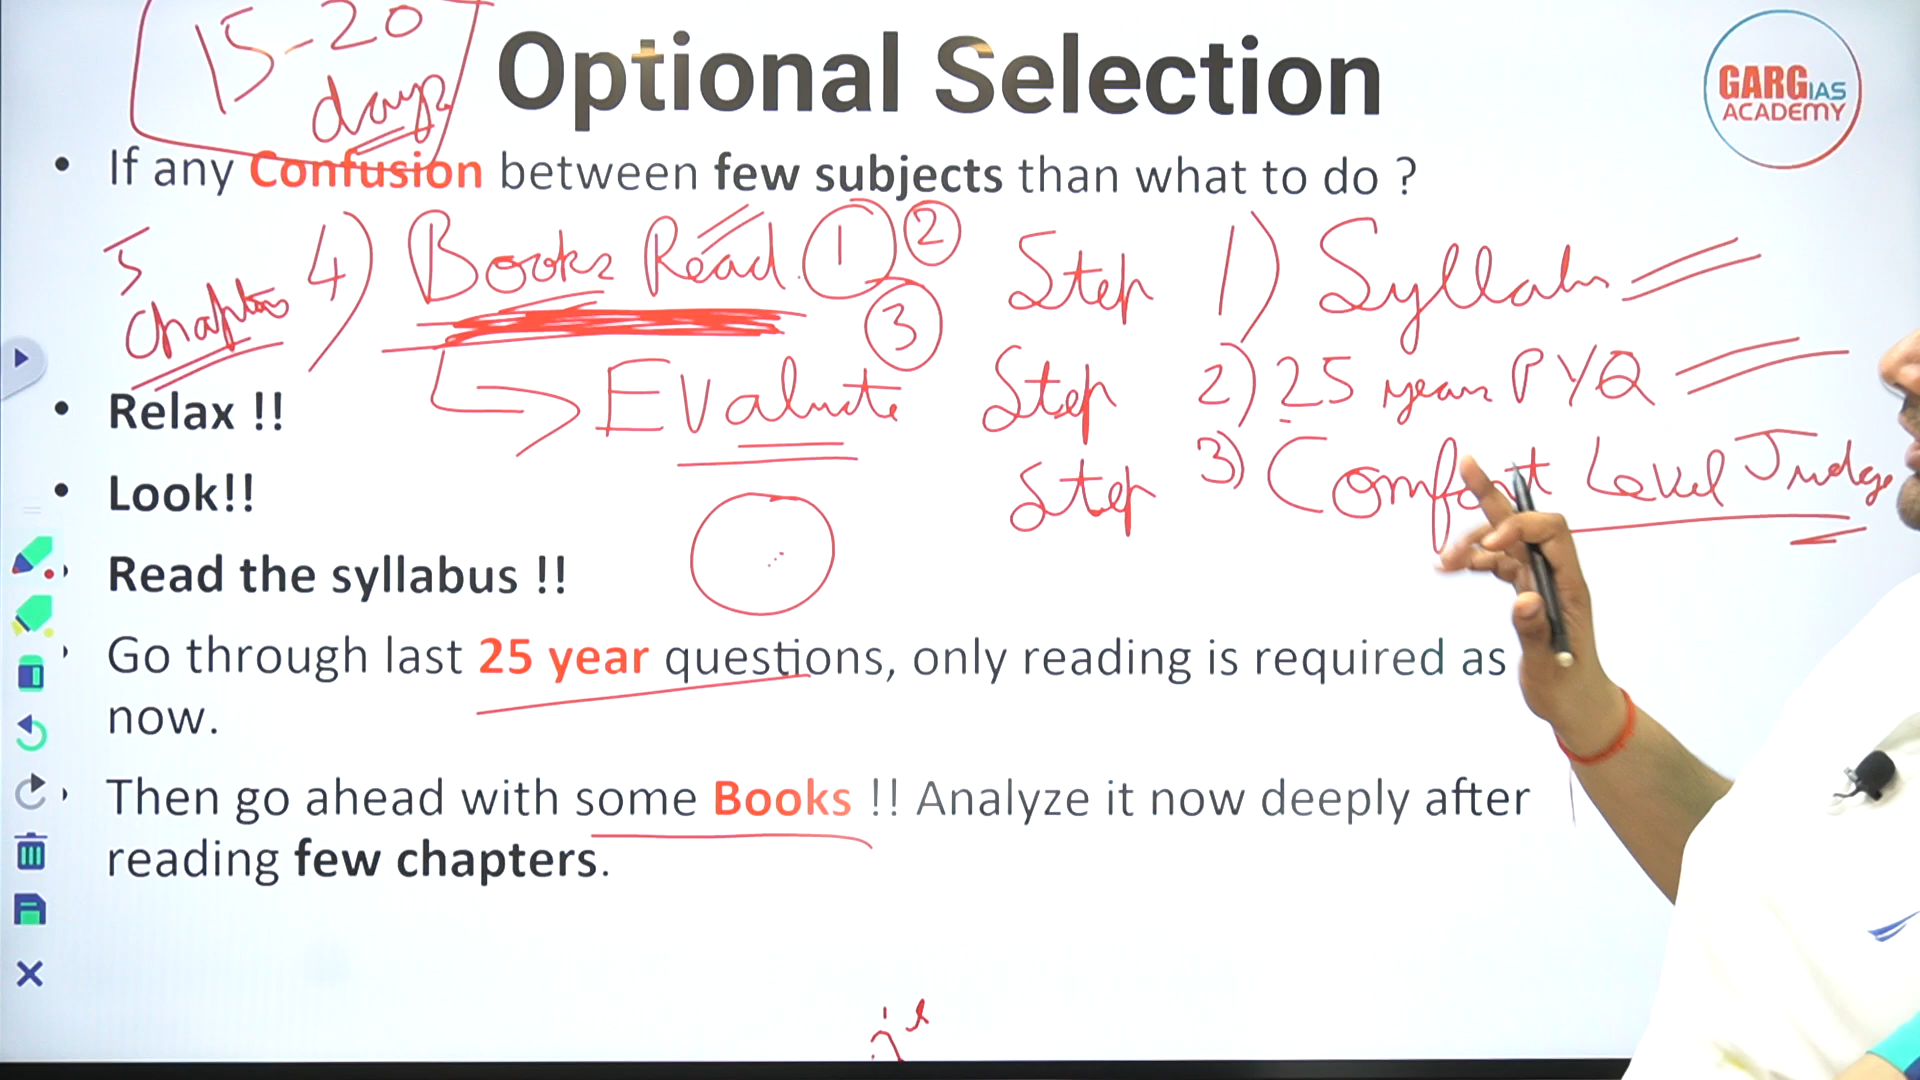 15-20
days
Optional Selection
GARG IAS
ACADEMY
• If any Confusion between few subjects than what to do ?
5
Chapters
4) Books Read ① ②
③
Evaluate
Step 1) Syllabus
Step 2) 25 year PYQ
Step 3) Comfort Level Judge
• Relax !!
• Look!!
Read the syllabus !!
Go through last 25 year questions, only reading is required as
now.
Then go ahead with some Books !! Analyze it now deeply after
reading few chapters.